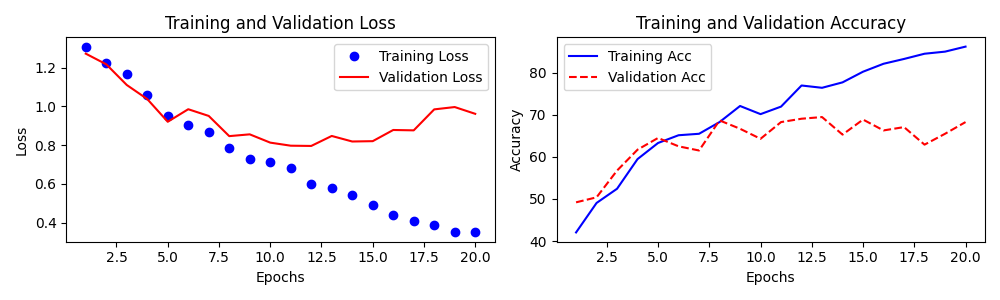 Training and Validation Loss
Training Loss
Validation Loss
Loss
1.2
1.0
0.8
0.6
0.4
2.5 5.0 7.5 10.0 12.5 15.0 17.5 20.0
Epochs
Training and Validation Accuracy
Training Acc
Validation Acc
Accuracy
80
70
60
50
40
2.5 5.0 7.5 10.0 12.5 15.0 17.5 20.0
Epochs